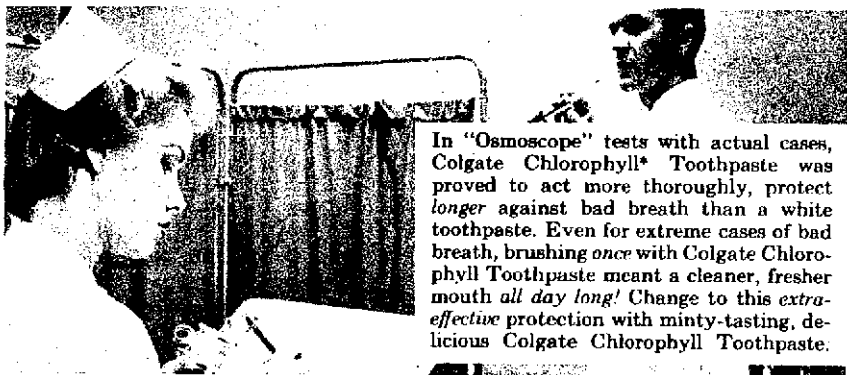 In “Osmoscope” tests with actual cases,
Colgate Chlorophyll* Toothpaste was
proved to act more thoroughly, protect
longer against bad breath than a white
toothpaste. Even for extreme cases of bad
breath, brushing once with Colgate Chloro-
phyll Toothpaste meant a cleaner, fresher
mouth all day long! Change to this extra-
effective protection with minty-tasting, de-
licious Colgate Chlorophyll Toothpaste.